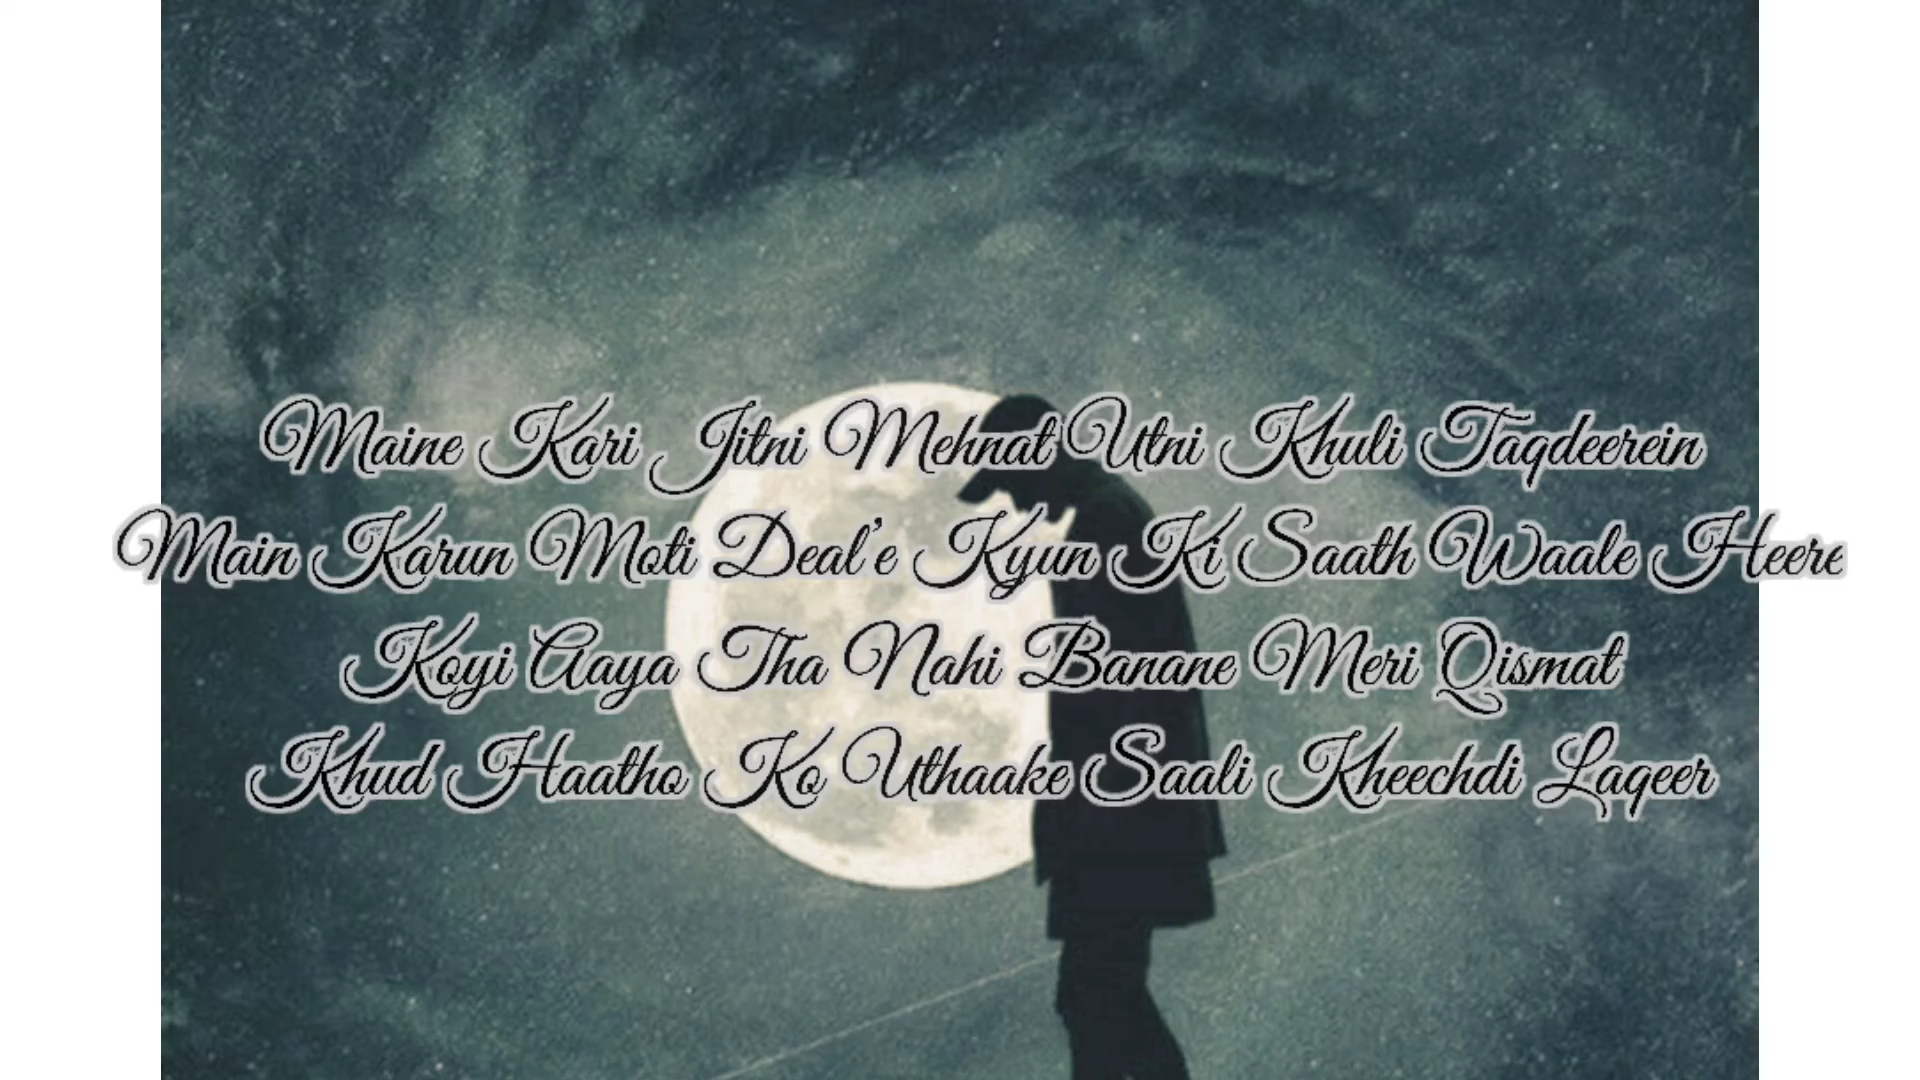 Maine Kari Jitni Mehnat Utni Khuli Taqdeerein
Main Karun Moti Deal'e Kyun Ki Saath Waale Heere
Koyi Aaya Tha Nahi Banane Meri Qismat
Khud Haatho Ko Uthaake Saali Kheechdi Laqeer